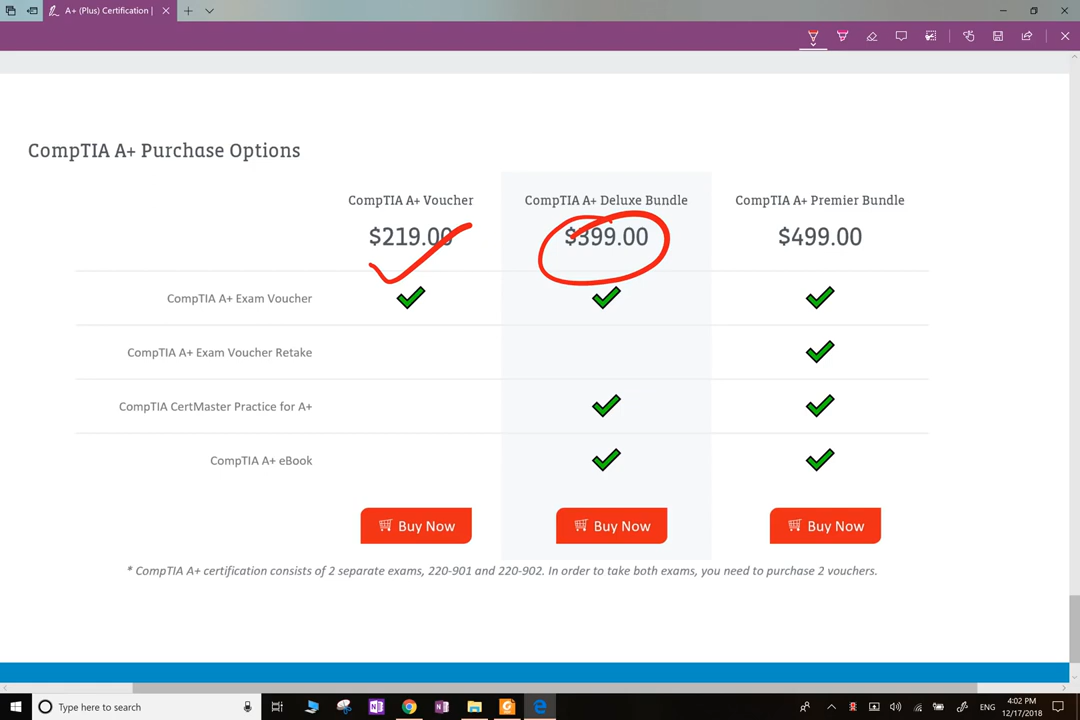 A+ (Plus) Certification |
CompTIA A+ Purchase Options
CompTIA A+ Voucher
CompTIA A+ Deluxe Bundle
CompTIA A+ Premier Bundle
$219.00
$399.00
$499.00
CompTIA A+ Exam Voucher
CompTIA A+ Exam Voucher Retake
CompTIA CertMaster Practice for A+
CompTIA A+ eBook
Buy Now
Buy Now
Buy Now
* CompTIA A+ certification consists of 2 separate exams, 220-901 and 220-902. In order to take both exams, you need to purchase 2 vouchers.
Type here to search
ENG
4:02 PM
12/17/2018